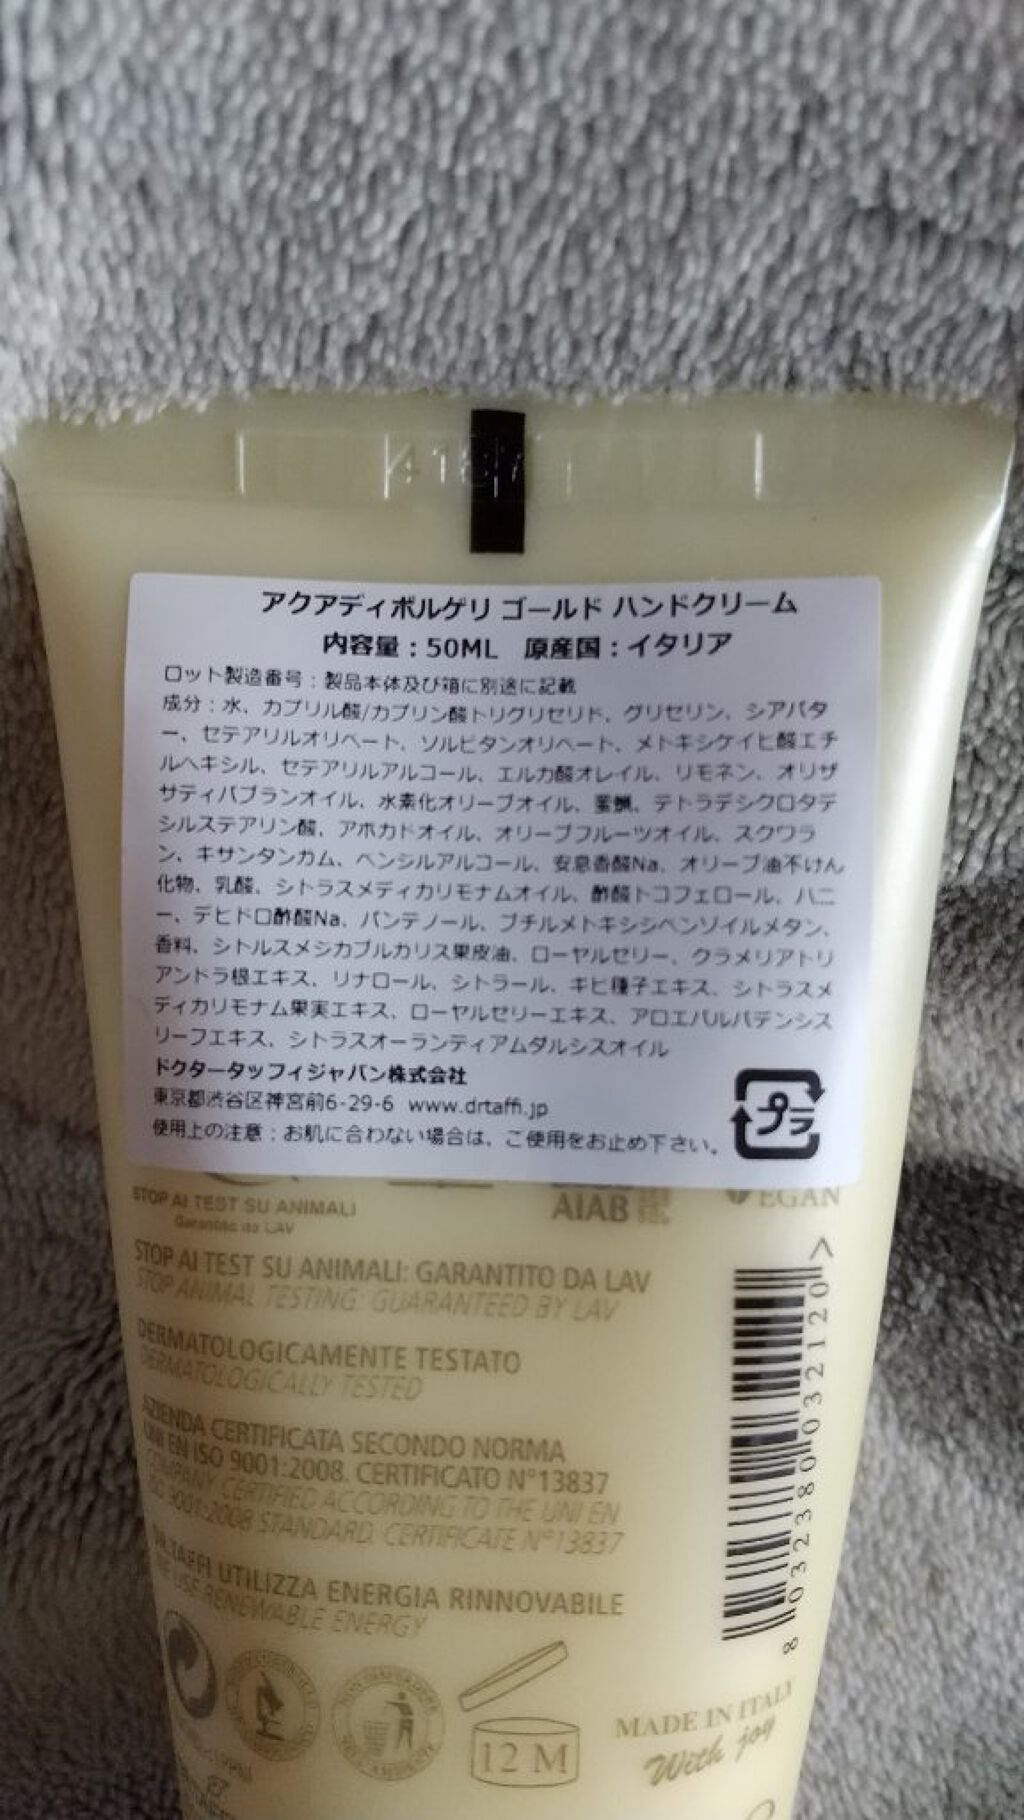 アクアディボルゲリ ゴールド ハンドクリーム
内容量：50ML 原産国：イタリア
ロット製造番号：製品本体及び箱に別途に記載
成分：水、カプリル酸/カプリン酸トリグリセリド、グリセリン、シアバタ
ー、セテアリルオリベート、ソルビタンオリベート、メトキシケイヒ酸エチ
ルヘキシル、セテアリルアルコール、エルカ酸オレイル、リモネン、オリザ
サティバブランオイル、水素化オリーブオイル、蜜蝋、テトラデシクロタデ
シルステアリン酸、アボカドオイル、オリーブフルーツオイル、スクワラ
ン、キサンタンカム、ベンシルアルコール、安息香酸Na、オリーブ油不けん
化物、乳酸、シトラスメディカリモナムオイル、酢酸トコフェロール、ハニ
ー、デヒドロ酢酸Na、パンテノール、ブチルメトキシシベンゾイルメタン、
香料、シトルスメシカブルカリス果皮油、ローヤルセリー、クラメリアトリ
アンドラ根エキス、リナロール、シトラール、キビ種子エキス、シトラスメ
ディカリモナム果実エキス、ローヤルセリーエキス、アロエバルバデンシス
リーフエキス、シトラスオーランティアムダルシスオイル
ドクタータッフィジャパン株式会社
東京都渋谷区神宮前6-29-6 www.drtaffi.jp
使用上の注意：お肌に合わない場合は、ご使用をお止め下さい。
プラ
STOP AI TEST SU ANIMALI
Garantito da LAV
AIAB
VEGAN
STOP AI TEST SU ANIMALI: GARANTITO DA LAV
STOP ANIMAL TESTING: GUARANTEED BY LAV
DERMATOLOGICAMENTE TESTATO
DERMATOLOGICALLY TESTED
AZIENDA CERTIFICATA SECONDO NORMA
UNI EN ISO 9001:2008. CERTIFICATO N°13837
COMPANY CERTIFIED ACCORDING TO THE UNI EN
ISO 9001:2008 STANDARD. CERTIFICATE N°13837
DR.TAFFI UTILIZZA ENERGIA RINNOVABILE
USE RENEWABLE ENERGY
8 032380 032120 >
12 M
MADE IN ITALY
With joy